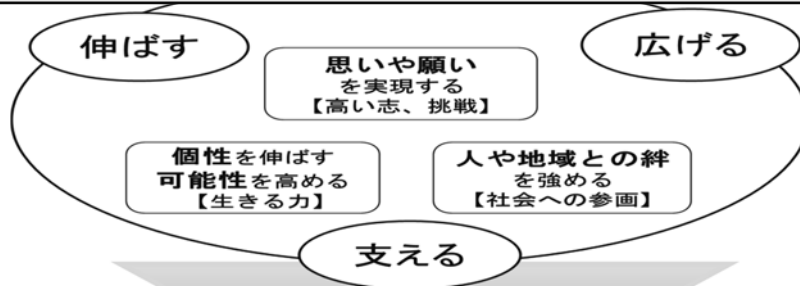 伸ばす
広げる
思いや願い
を実現する
【高い志、挑戦】
個性を伸ばす
可能性を高める
【生きる力】
人や地域との絆
を強める
【社会への参画】
支える